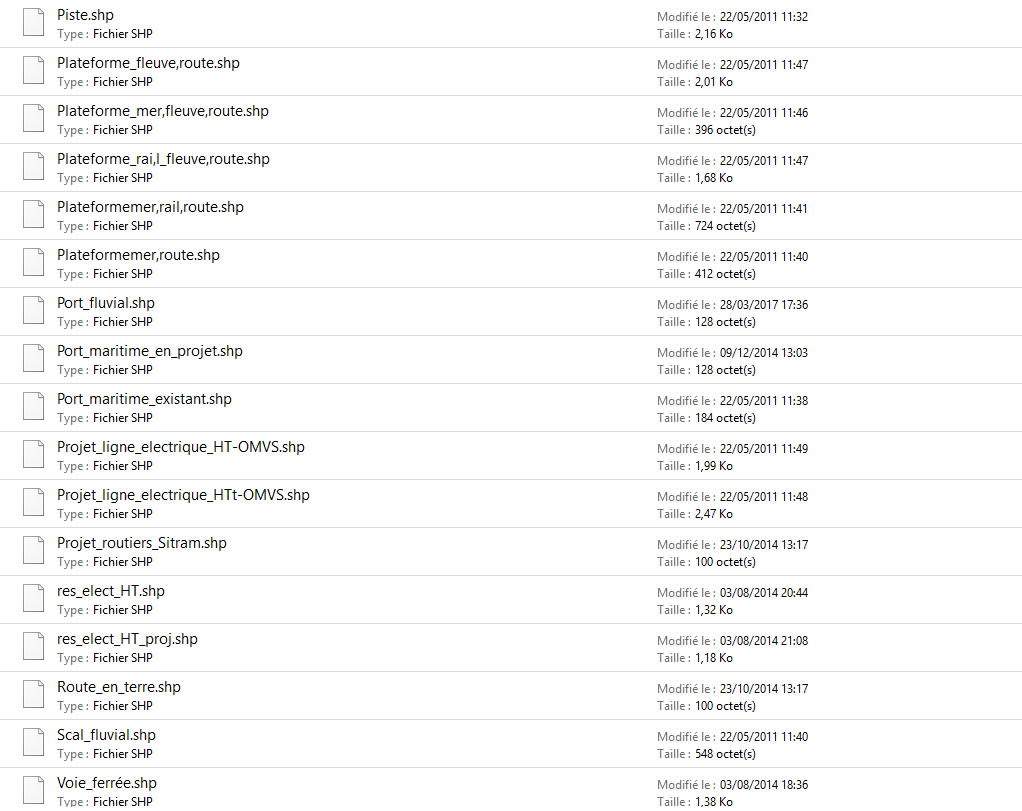 Piste.shp
Modifié le : 22/05/2011 11:32
Type : Fichier SHP
Taille : 2,16 Ko
Plateforme_fleuve,route.shp
Modifié le : 22/05/2011 11:47
Type : Fichier SHP
Taille : 2,01 Ko
Plateforme_mer,fleuve,route.shp
Modifié le : 22/05/2011 11:46
Type : Fichier SHP
Taille : 396 octet(s)
Plateforme_rai,l_fleuve,route.shp
Modifié le : 22/05/2011 11:47
Type : Fichier SHP
Taille : 1,68 Ko
Plateformemer,rail,route.shp
Modifié le : 22/05/2011 11:41
Type : Fichier SHP
Taille : 724 octet(s)
Plateformemer,route.shp
Modifié le : 22/05/2011 11:40
Type : Fichier SHP
Taille : 412 octet(s)
Port_fluvial.shp
Modifié le : 28/03/2017 17:36
Type : Fichier SHP
Taille : 128 octet(s)
Port_maritime_en_projet.shp
Modifié le : 09/12/2014 13:03
Type : Fichier SHP
Taille : 128 octet(s)
Port_maritime_existant.shp
Modifié le : 22/05/2011 11:38
Type : Fichier SHP
Taille : 184 octet(s)
Projet_ligne_electrique_HT-OMVS.shp
Modifié le : 22/05/2011 11:49
Type : Fichier SHP
Taille : 1,99 Ko
Projet_ligne_electrique_HTt-OMVS.shp
Modifié le : 22/05/2011 11:48
Type : Fichier SHP
Taille : 2,47 Ko
Projet_routiers_Sitram.shp
Modifié le : 23/10/2014 13:17
Type : Fichier SHP
Taille : 100 octet(s)
res_elect_HT.shp
Modifié le : 03/08/2014 20:44
Type : Fichier SHP
Taille : 1,32 Ko
res_elect_HT_proj.shp
Modifié le : 03/08/2014 21:08
Type : Fichier SHP
Taille : 1,18 Ko
Route_en_terre.shp
Modifié le : 23/10/2014 13:17
Type : Fichier SHP
Taille : 100 octet(s)
Scal_fluvial.shp
Modifié le : 22/05/2011 11:40
Type : Fichier SHP
Taille : 548 octet(s)
Voie_ferrée.shp
Modifié le : 03/08/2014 18:36
Type : Fichier SHP
Taille : 1,38 Ko